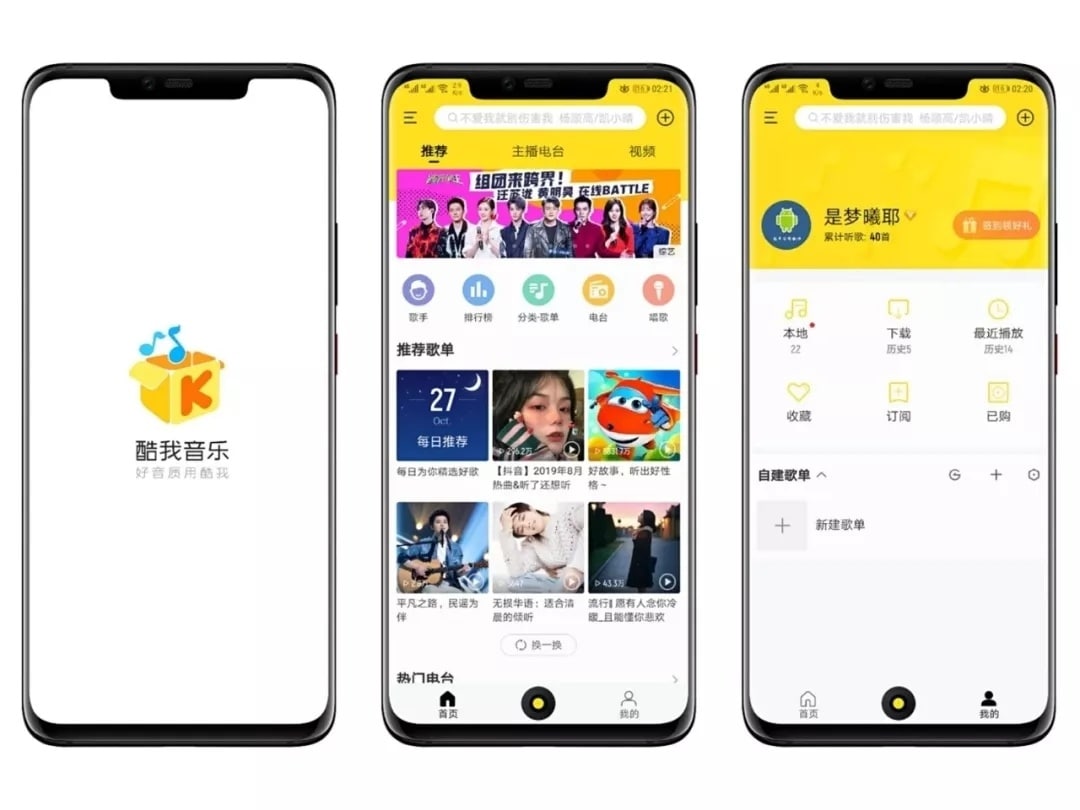 K
酷我音乐
好音质用酷我
02:21
不爱我就别伤害我 杨顺高/凯小晴
推荐 主播电台 视频
组团来跨界!
汪苏泷 黄明昊 在线BATTLE
综艺
歌手 排行榜 分类·歌单 电台 唱歌
推荐歌单
27
Oct.
每日推荐
296.2万
每日为你精选好歌
【抖音】2019年8月
热曲&听了还想听
好故事，听出好性
格~
43.3万
平凡之路，民谣为
伴
无损华语：适合清
晨的倾听
流行‖ 愿有人念你冷
暖_且能懂你悲欢
换一换
热门电台
首页 我的
02:20
不爱我就别伤害我 杨顺高/凯小晴
是梦曦耶
累计听歌: 40首
签到领好礼
本地 下载 最近播放
22 历史5 历史14
收藏 订阅 已购
自建歌单
新建歌单
首页 我的